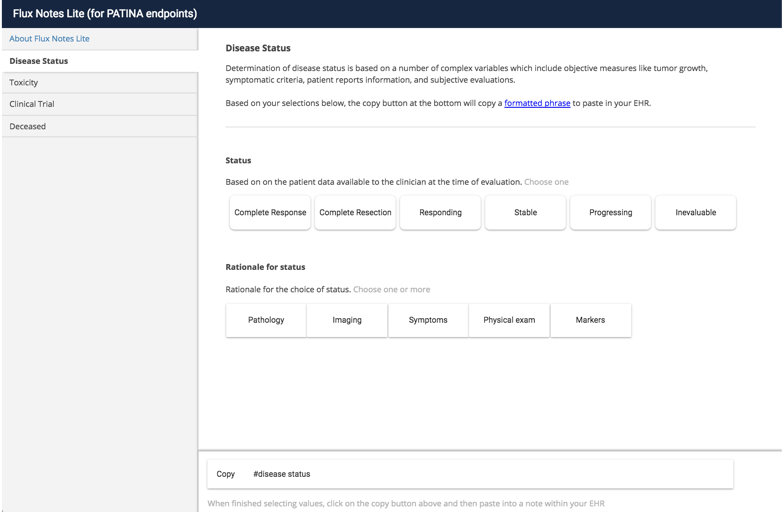 Flux Notes Lite (for PATINA endpoints)
About Flux Notes Lite
Disease Status
Toxicity
Clinical Trial
Deceased
Disease Status
Determination of disease status is based on a number of complex variables which include objective measures like tumor growth,
symptomatic criteria, patient reports information, and subjective evaluations.
Based on your selections below, the copy button at the bottom will copy a formatted phrase to paste in your EHR.
Status
Based on on the patient data available to the clinician at the time of evaluation. Choose one
Complete Response Complete Resection Responding Stable Progressing Inevaluable
Rationale for status
Rationale for the choice of status. Choose one or more
Pathology Imaging Symptoms Physical exam Markers
Copy #disease status
When finished selecting values, click on the copy button above and then paste into a note within your EHR